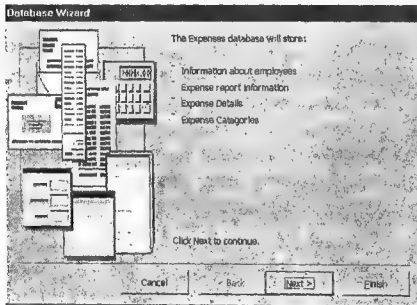 Database Wizard
The Expenses database will store:
Information about employees
Expense report information
Expense Details
Expense Categories
Click Next to continue.
Cancel Back Next > Finish